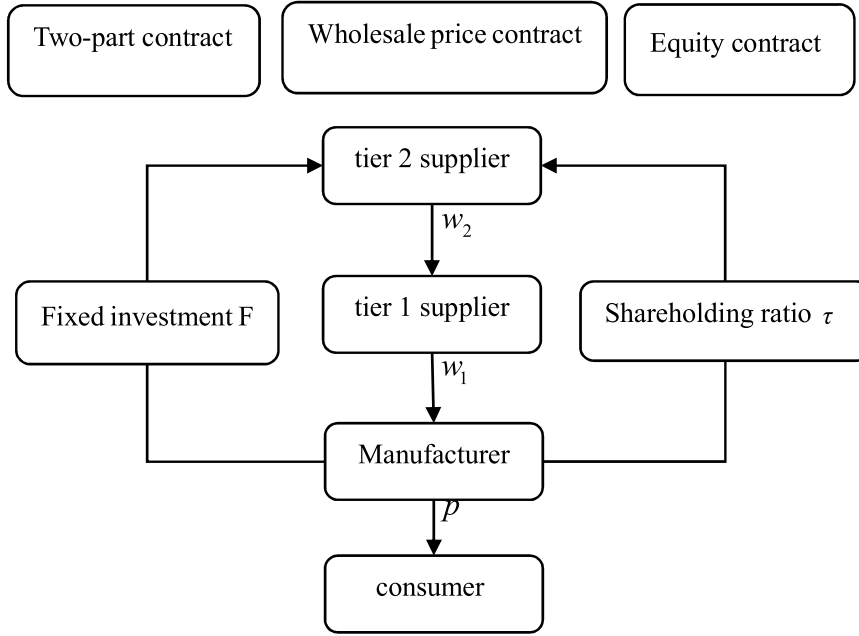 Two-part contract
Wholesale price contract
Equity contract
tier 2 supplier
w₂
Fixed investment F
tier 1 supplier
Shareholding ratio τ
w₁
Manufacturer
p
consumer